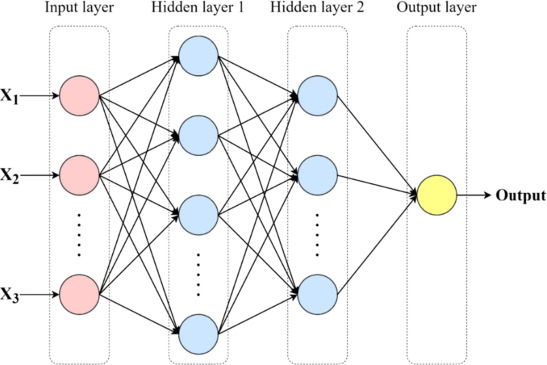 Input layer
Hidden layer 1
Hidden layer 2
Output layer
X1
X2
X3
Output